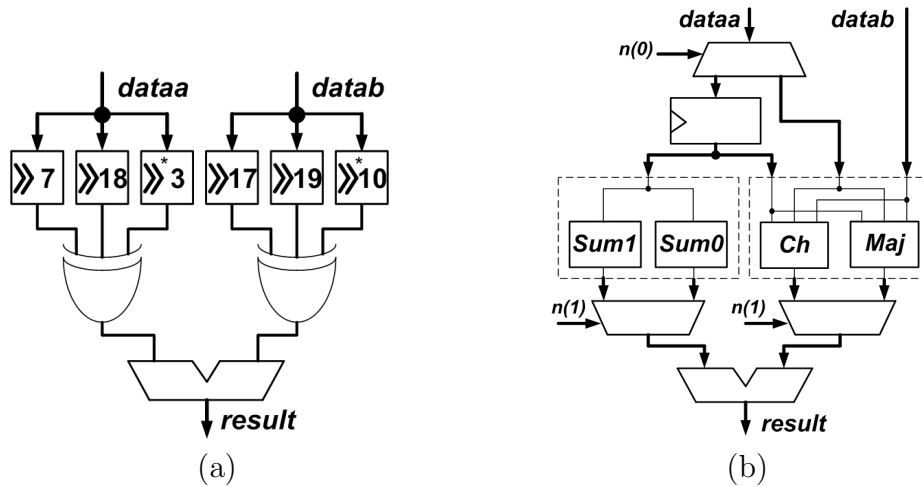 dataa datab
≫7 ≫18 ≫*3 ≫17 ≫19 ≫*10
result
(a)
dataa datab
n(0)
Sum1 Sum0 Ch Maj
n(1) n(1)
result
(b)